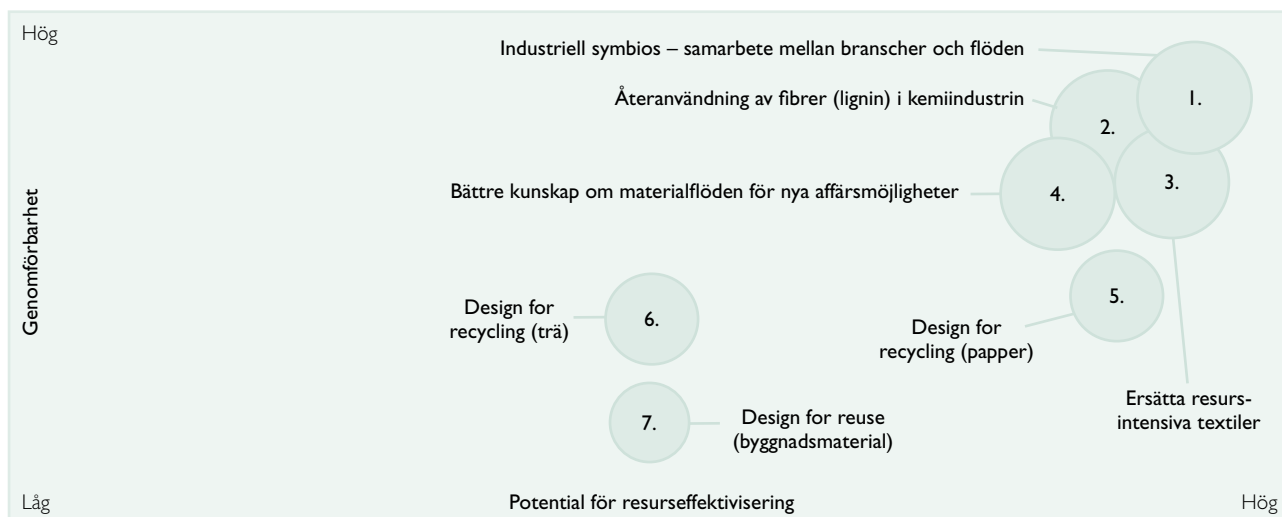 Hög
Industriell symbios – samarbete mellan branscher och flöden
1.
Återanvändning av fibrer (lignin) i kemiindustrin
2.
3.
Bättre kunskap om materialflöden för nya affärsmöjligheter
4.
Genomförbarhet
5.
Design for
recycling (trä)
6.
Design for
recycling (papper)
Ersätta resurs-
intensiva textiler
7.
Design for reuse
(byggnadsmaterial)
Låg
Potential för resurseffektivisering
Hög